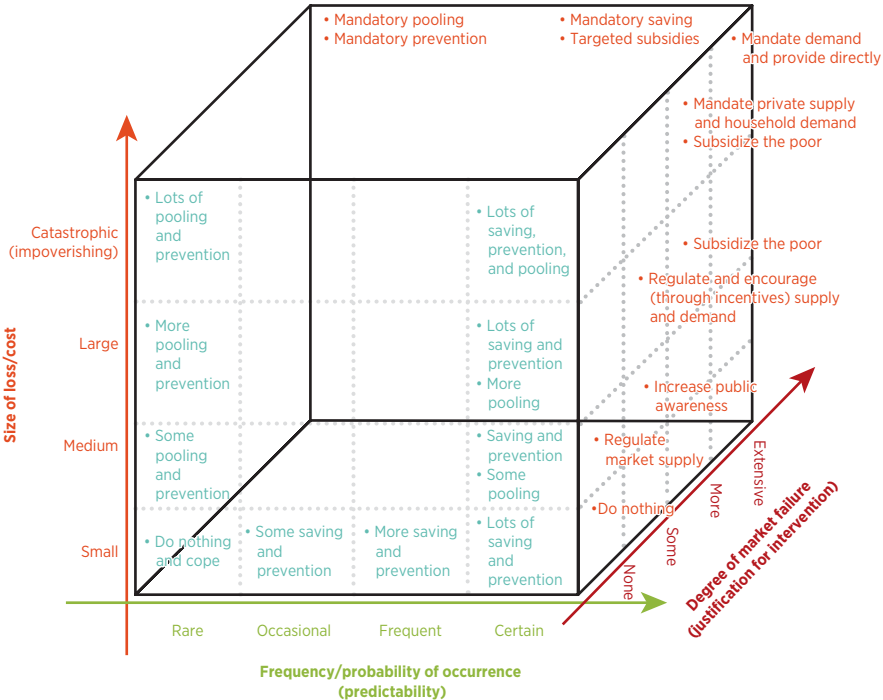 • Mandatory pooling
• Mandatory prevention
• Mandatory saving
• Targeted subsidies
• Mandate demand
and provide directly
• Mandate private supply
and household demand
• Subsidize the poor
• Subsidize the poor
• Regulate and encourage
(through incentives) supply
and demand
• Increase public
awareness
• Regulate
market supply
•Do nothing
Size of loss/cost
Catastrophic
(impoverishing)
• Lots of
pooling
and
prevention
• Lots of
saving,
prevention,
and pooling
Large
• More
pooling
and
prevention
• Lots of
saving and
prevention
• More
pooling
Medium
• Some
pooling
and
prevention
• Saving and
prevention
• Some
pooling
Small
• Do nothing
and cope
• Some saving
and
prevention
• More saving
and
prevention
• Lots of
saving
and
prevention
None
Some
More
Extensive
Degree of market failure
(justification for intervention)
Rare
Occasional
Frequent
Certain
Frequency/probability of occurrence
(predictability)